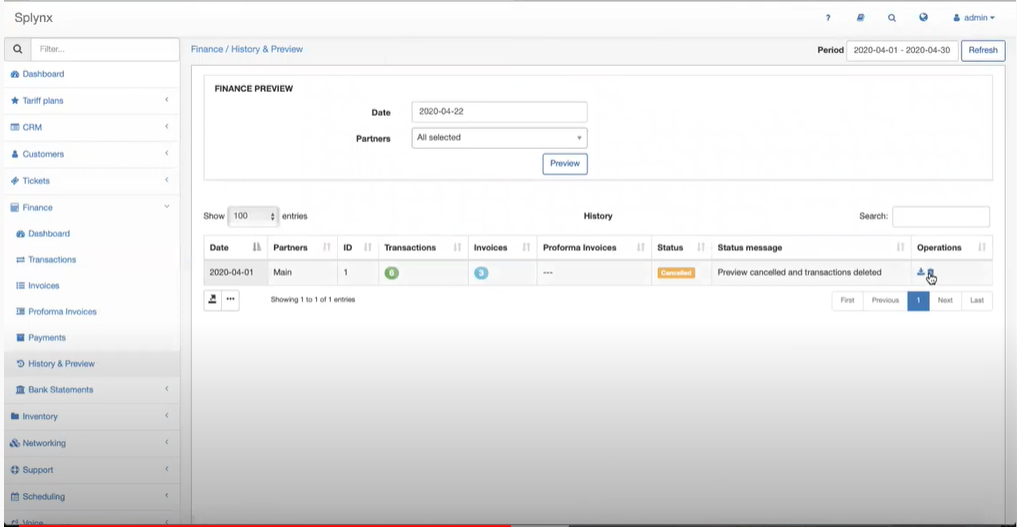 Splynx
?
admin
Filter...
Finance / History & Preview
Period 2020-04-01 - 2020-04-30 Refresh
Dashboard
Tariff plans
CRM
Customers
Tickets
Finance
Dashboard
Transactions
Invoices
Proforma Invoices
Payments
History & Preview
Bank Statements
Inventory
Networking
Support
Scheduling
Voice
FINANCE PREVIEW
Date 2020-04-22
Partners All selected
Preview
Show 100 entries
History
Search:
Date Partners ID Transactions Invoices Proforma Invoices Status Status message Operations
2020-04-01 Main 1 6 3 --- Cancelled Preview cancelled and transactions deleted
Showing 1 to 1 of 1 entries
First Previous 1 Next Last